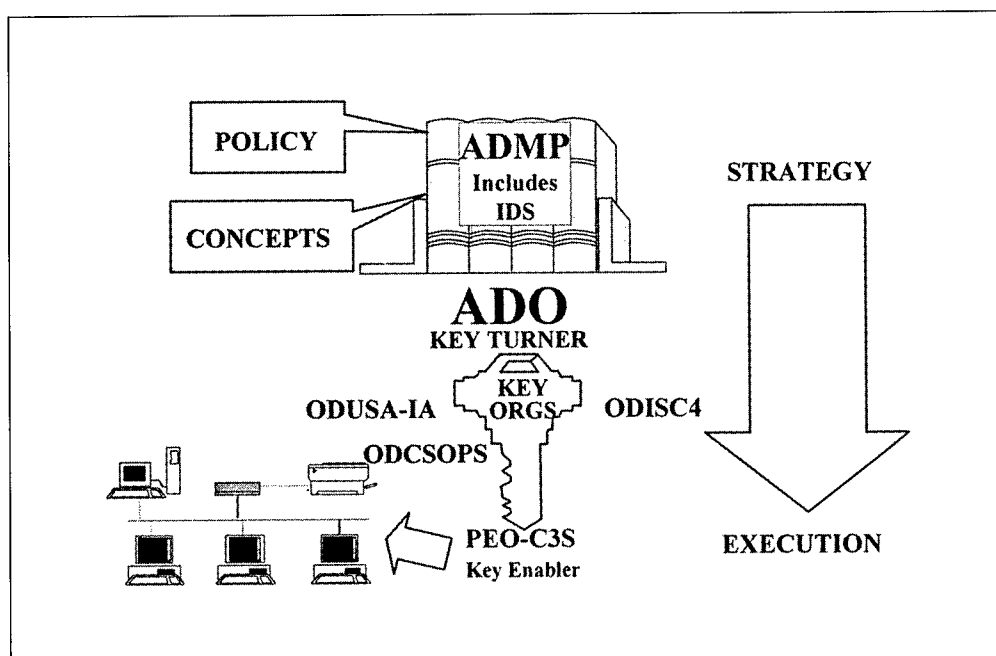 POLICY
ADMP
Includes
IDS
CONCEPTS
STRATEGY
ADO
KEY TURNER
KEY
ORGS
ODUSA-IA
ODISC4
ODCSOPS
PEO-C3S
Key Enabler
EXECUTION